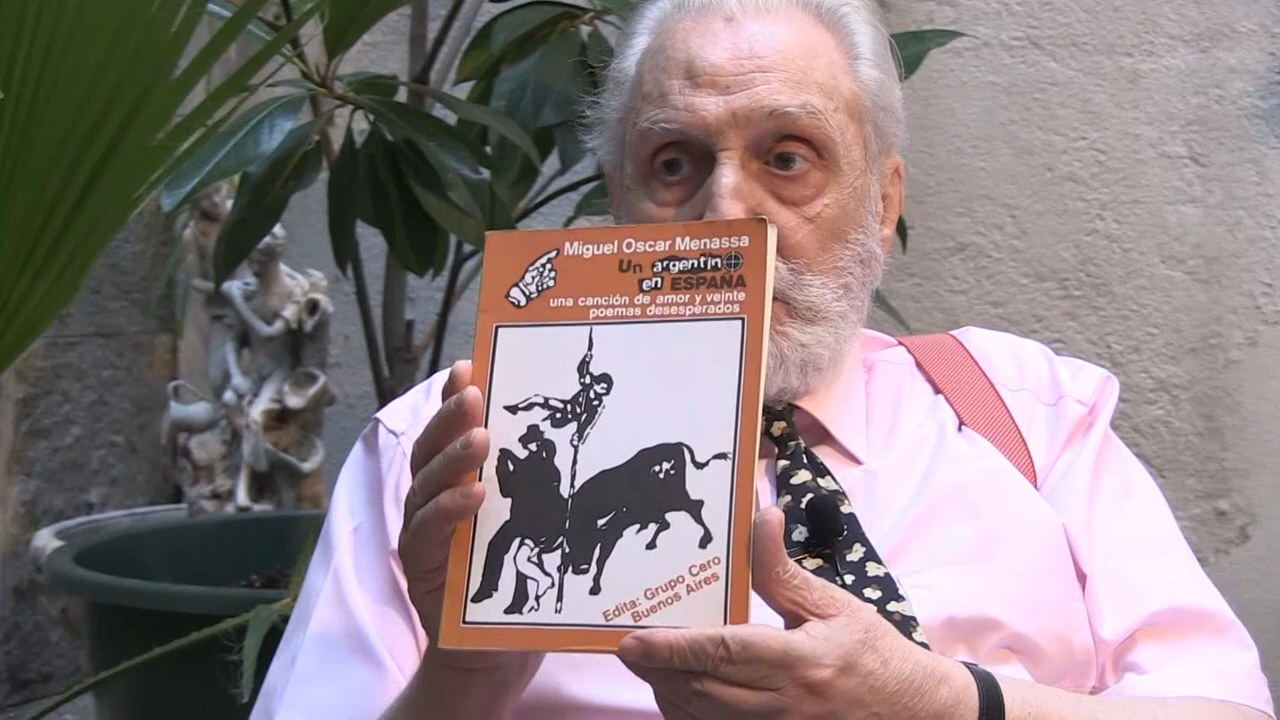 Miguel Oscar Menassa
Un argentino
en ESPAÑA
una canción de amor y veinte
poemas desesperados
Edita: Grupo Cero
Buenos Aires